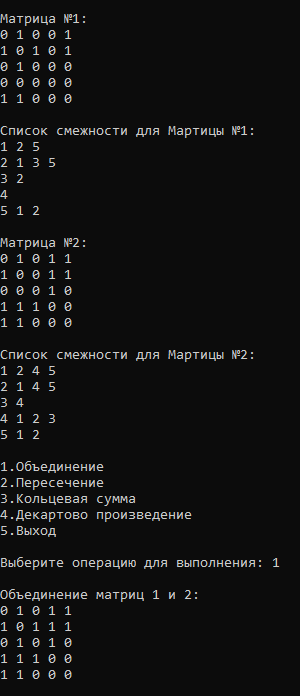 Матрица №1:
0 1 0 0 1
1 0 1 0 1
0 1 0 0 0
0 0 0 0 0
1 1 0 0 0
Список смежности для Мартицы №1:
1 2 5
2 1 3 5
3 2
4
5 1 2
Матрица №2:
0 1 0 1 1
1 0 0 1 1
0 0 0 1 0
1 1 1 0 0
1 1 0 0 0
Список смежности для Мартицы №2:
1 2 4 5
2 1 4 5
3 4
4 1 2 3
5 1 2
1.Объединение
2.Пересечение
3.Кольцевая сумма
4.Декартово произведение
5.Выход
Выберите операцию для выполнения: 1
Объединение матриц 1 и 2:
0 1 0 1 1
1 0 1 1 1
0 1 0 1 0
1 1 1 0 0
1 1 0 0 0